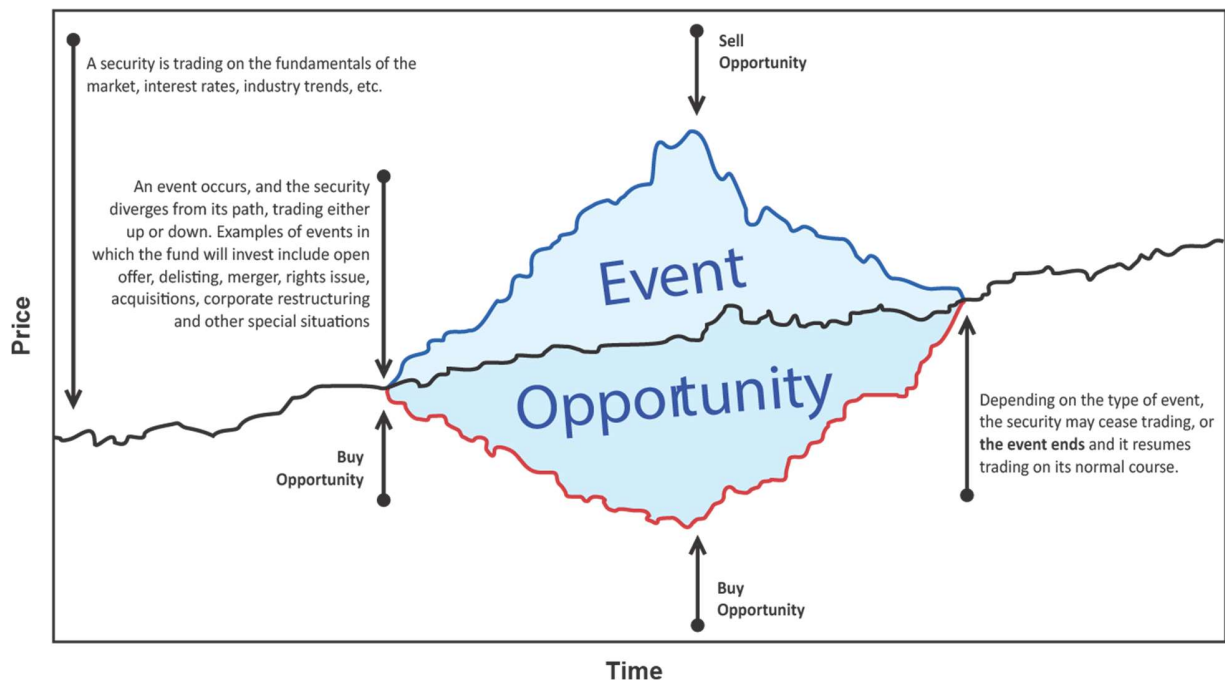 A security is trading on the fundamentals of the
market, interest rates, industry trends, etc.
Sell
Opportunity
An event occurs, and the security
diverges from its path, trading either
up or down. Examples of events in
which the fund will invest include open
offer, delisting, merger, rights issue,
acquisitions, corporate restructuring
and other special situations
Event
Opportunity
Buy
Opportunity
Depending on the type of event,
the security may cease trading, or
the event ends and it resumes
trading on its normal course.
Buy
Opportunity
Price
Time